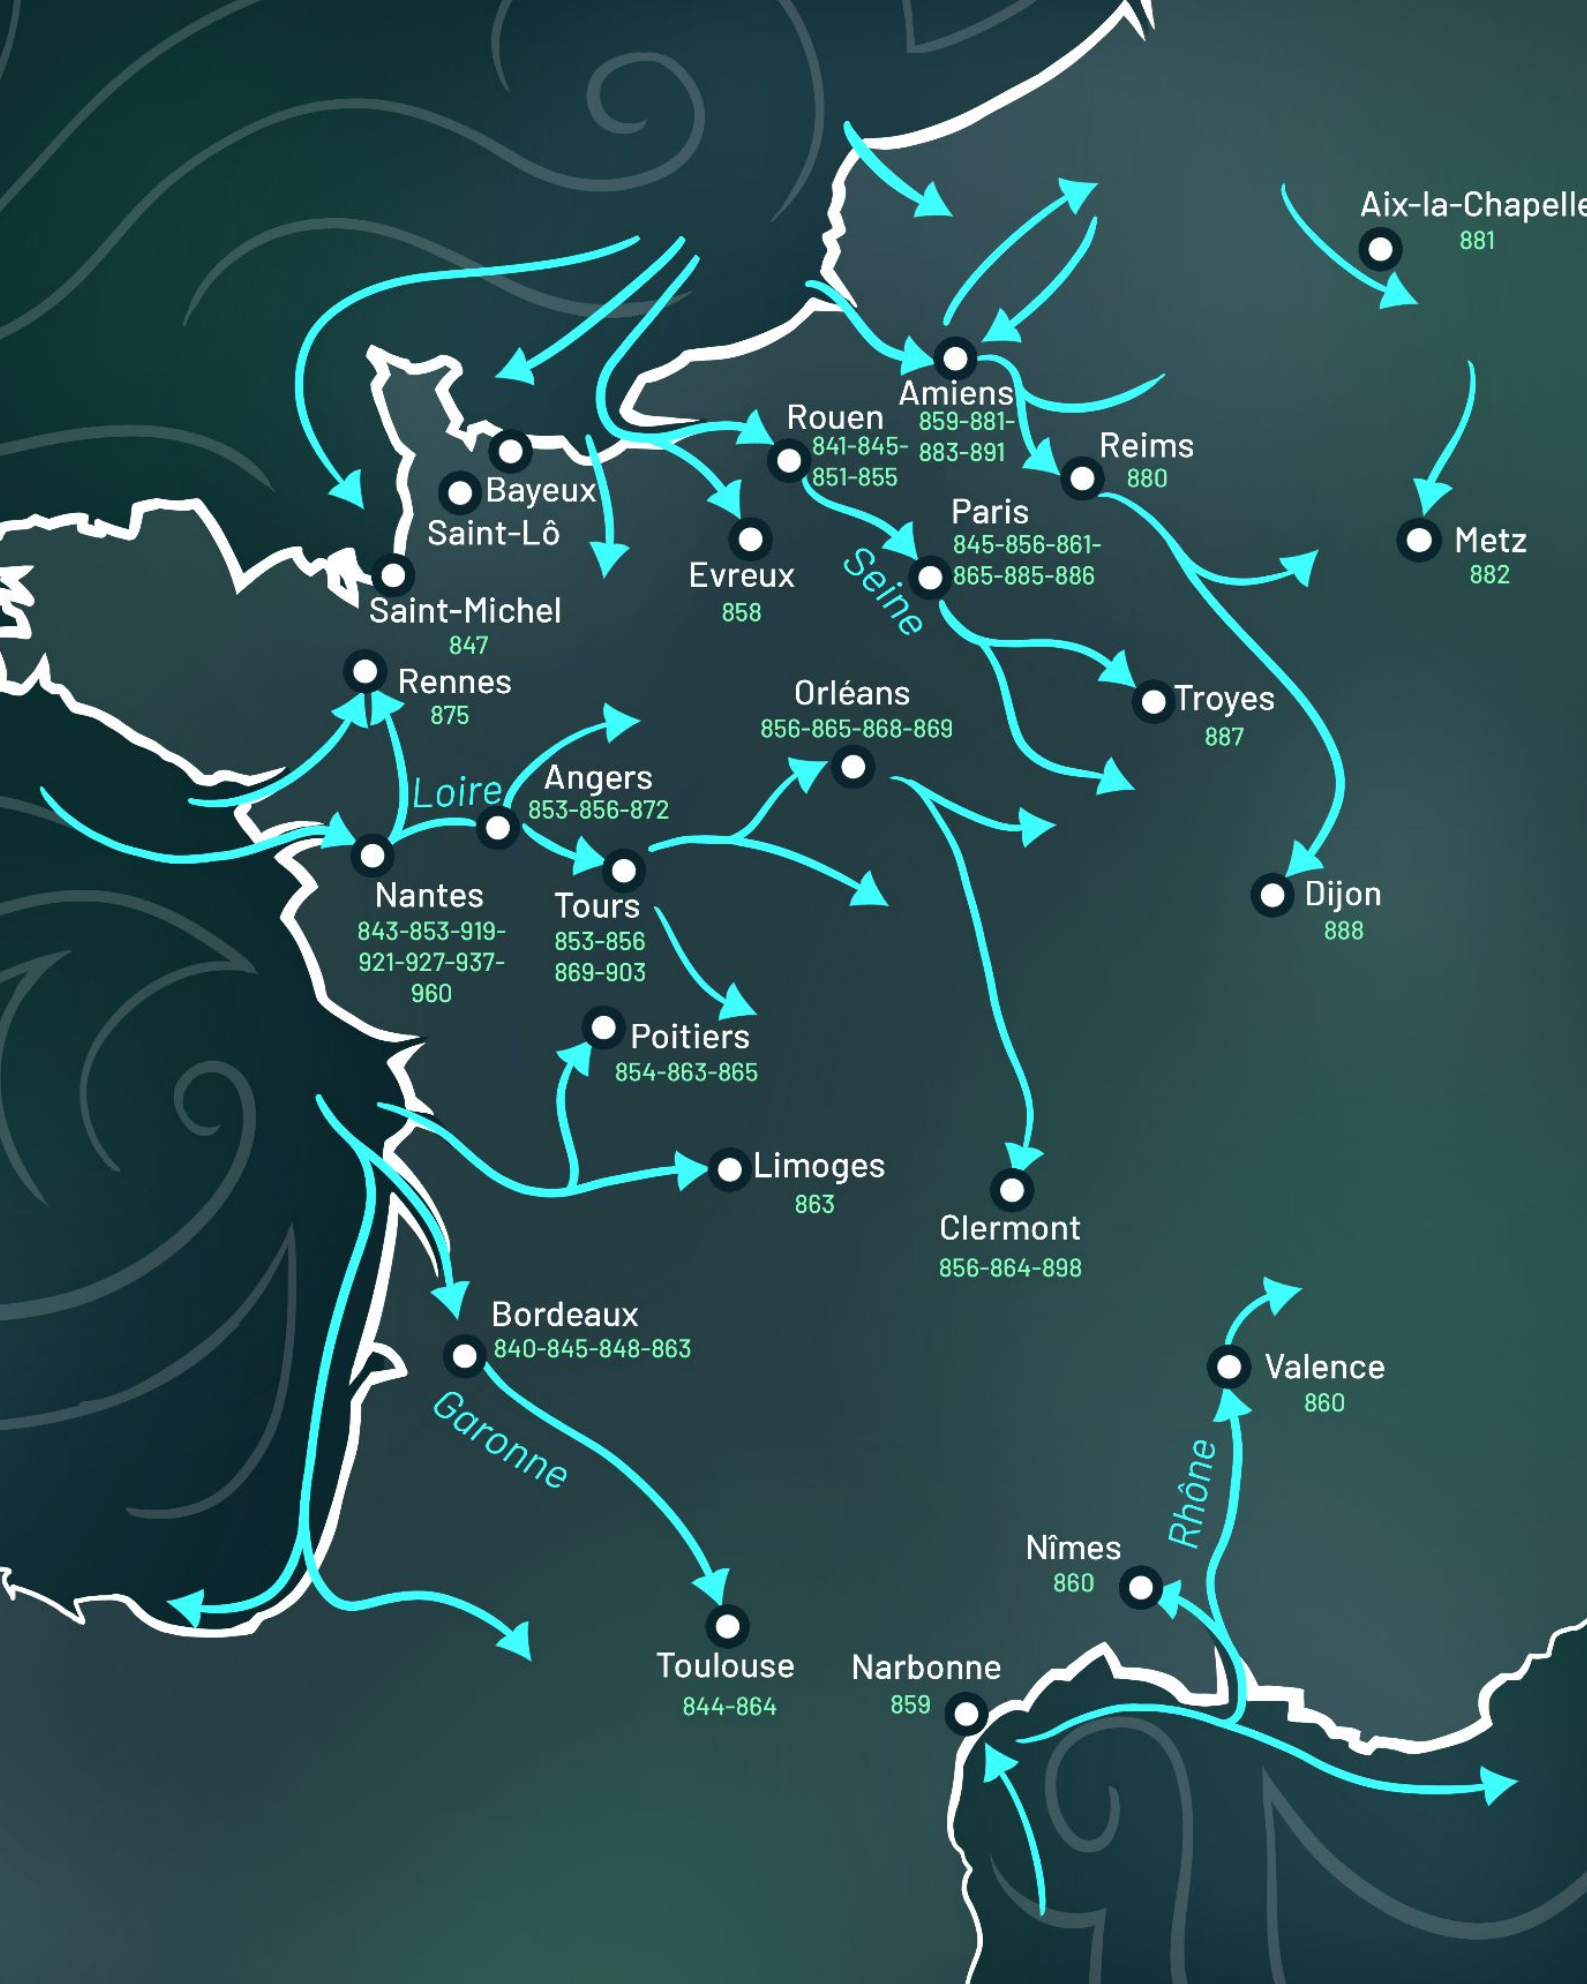 Aix-la-Chapelle
881
Amiens
859-881-
883-891
Rouen
841-845-
851-855
Reims
880
Bayeux
Saint-Lô
Paris
845-856-861-
865-885-886
Metz
882
Evreux
858
Seine
Saint-Michel
847
Rennes
875
Orléans
856-865-868-869
Troyes
887
Loire
Angers
853-856-872
Nantes
843-853-919-
921-927-937-
960
Tours
853-856
869-903
Dijon
888
Poitiers
854-863-865
Limoges
863
Clermont
856-864-898
Bordeaux
840-845-848-863
Garonne
Valence
860
Rhône
Nîmes
860
Toulouse
844-864
Narbonne
859